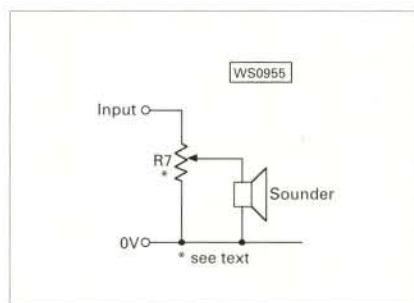 WS0955
Input
R7
*
Sounder
0V
* see text